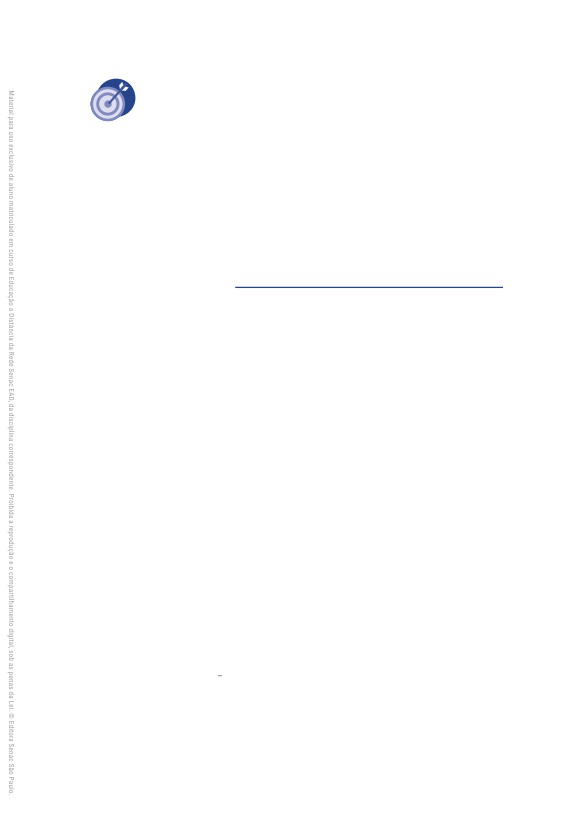 Material para uso exclusivo de aluno matriculado em curso de Educação a Distância da Rede Senac EAD, da disciplina correspondente. Proibida a reprodução e o compartilhamento digital, sob as penas da Lei. © Editora Senac São Paulo.